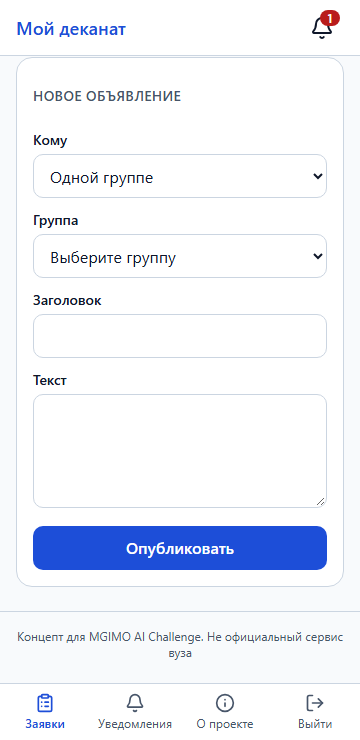 Мой деканат
1
НОВОЕ ОБЪЯВЛЕНИЕ
Кому
Одной группе
Группа
Выберите группу
Заголовок
Текст
Опубликовать
Концепт для MGIMO AI Challenge. Не официальный сервис
вуза
Заявки
Уведомления
О проекте
Выйти